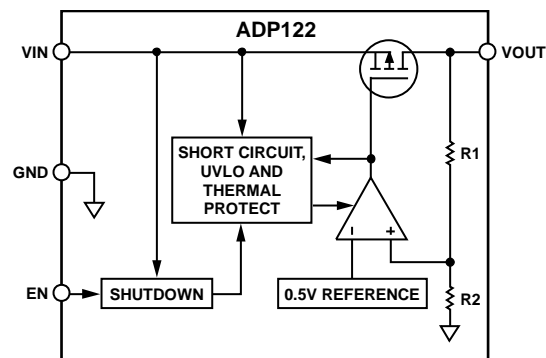 ADP122
VIN
VOUT
SHORT CIRCUIT,
UVLO AND
THERMAL
PROTECT
R1
GND
- +
EN
SHUTDOWN
0.5V REFERENCE
R2